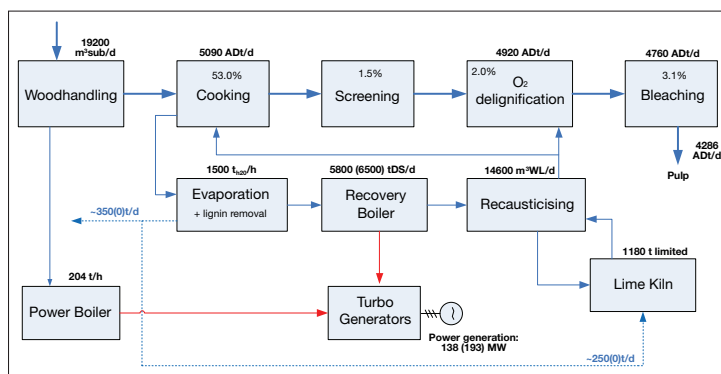 19200
m³sub/d
5090 ADt/d
4920 ADt/d
4760 ADt/d
Woodhandling
53.0%
Cooking
1.5%
Screening
2.0%
O₂
delignification
3.1%
Bleaching
4286
ADt/d
Pulp
1500 tₕ₂₀/h
5800 (6500) tDS/d
14600 m³WL/d
Evaporation
+ lignin removal
Recovery
Boiler
Recausticising
~350(0)t/d
1180 t limited
Lime Kiln
204 t/h
Power Boiler
Turbo
Generators
Power generation:
138 (193) MW
~250(0)t/d